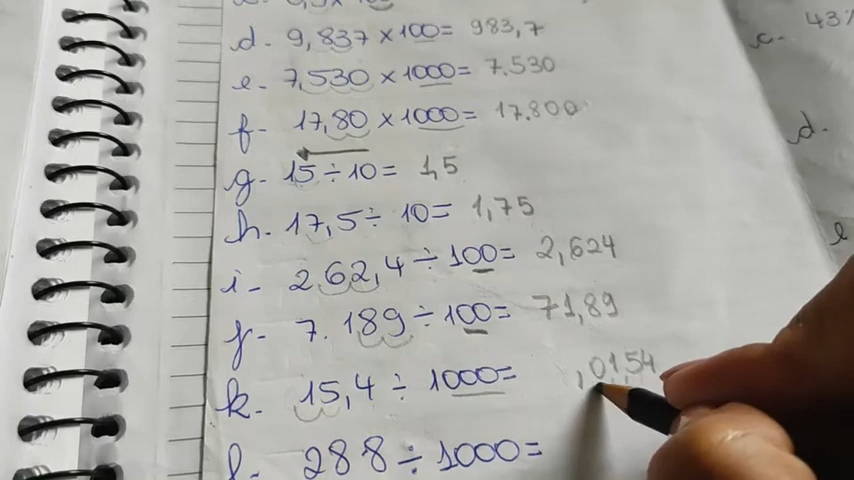 d. 9,837 x 100 = 983,7
e. 7,530 x 1000 = 7.530
f- 17,80 x 1000 = 17.800
g- 15 ÷ 10 = 1,5
h- 17,5 ÷ 10 = 1,75
i- 262,4 ÷ 100 = 2,624
j- 7.189 ÷ 100 = 71,89
k. 15,4 ÷ 1000 = ,0154
l- 288 ÷ 1000 =
c. 43%
d.
e